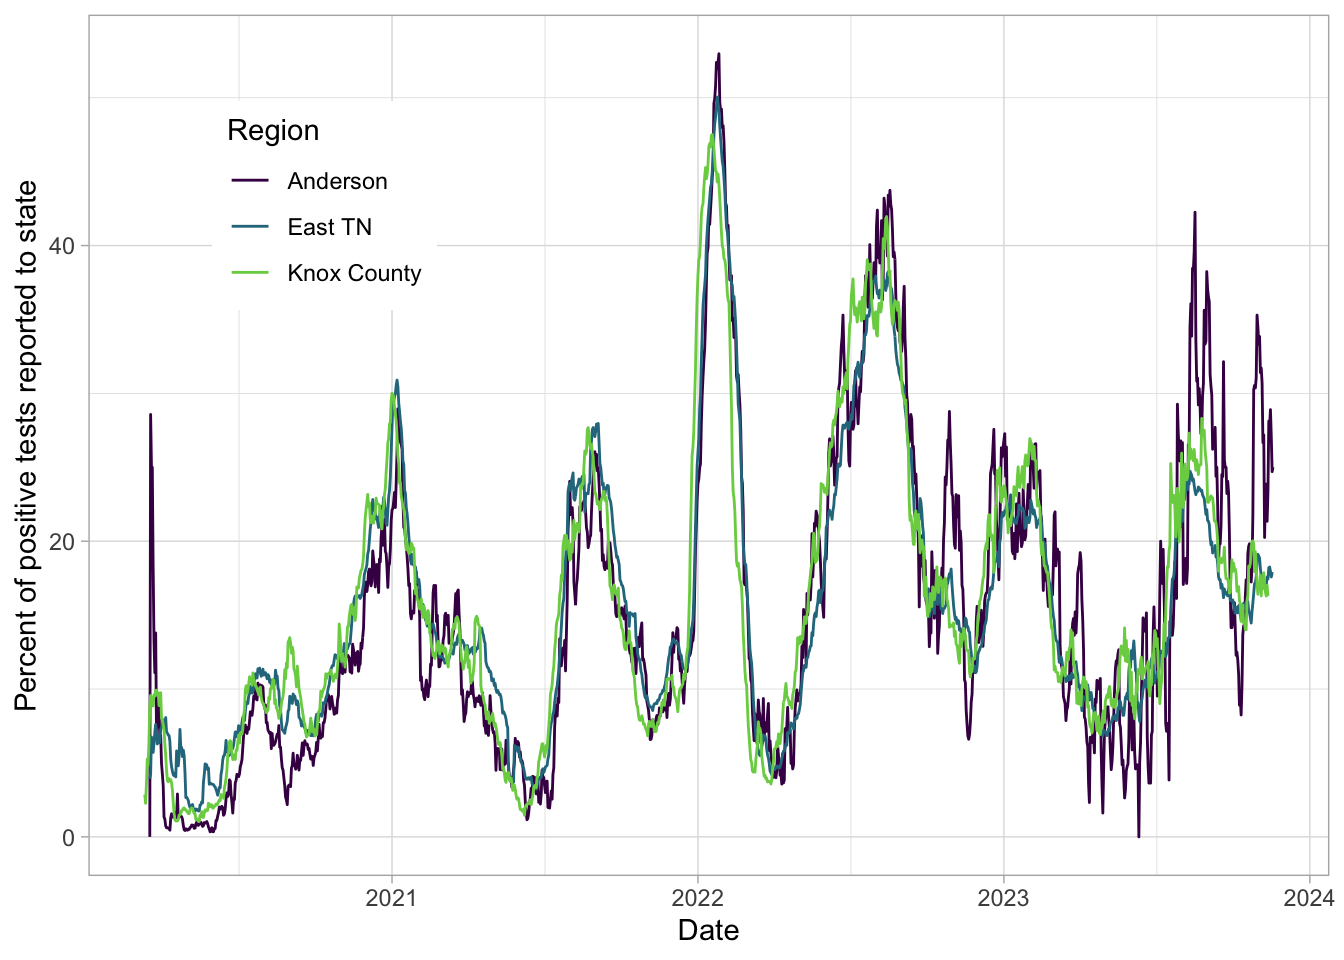 Percent of positive tests reported to state
Region
Anderson
East TN
Knox County
40
20
0
2021
2022
2023
2024
Date